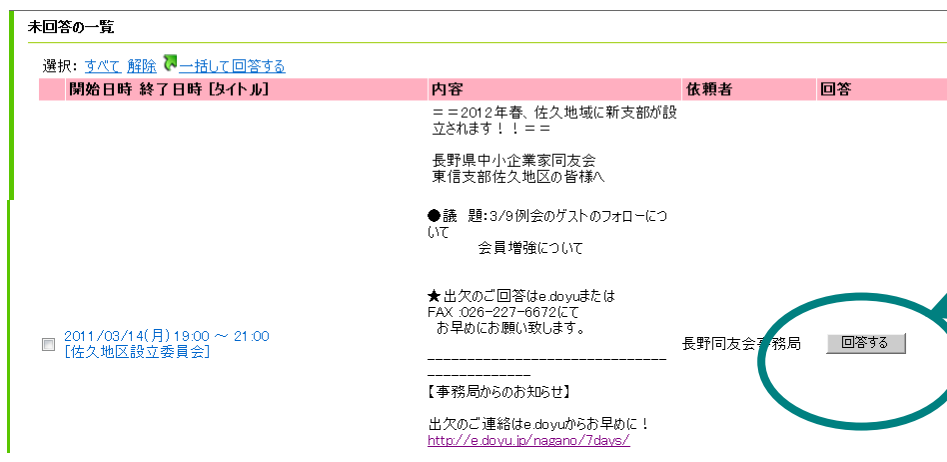 未回答の一覧
選択: すべて 解除 一括して回答する
開始日時 終了日時 [タイトル] 内容 依頼者 回答
==2012年春、佐久地域に新支部が設
立されます!!==
長野県中小企業家同友会
東信支部佐久地区の皆様へ
●議 題:3/9例会のゲストのフォローにつ
いて
会員増強について
★出欠のご回答はe.doyuまたは
FAX:026-227-6672にて
お早めにお願い致します。
2011/03/14(月) 19:00 ~ 21:00
[佐久地区設立委員会]
長野同友会事務局 回答する
------------------------------
-------------
【事務局からのお知らせ】
出欠のご連絡はe.doyuからお早めに!
http://e.doyu.jp/nagano/7days/